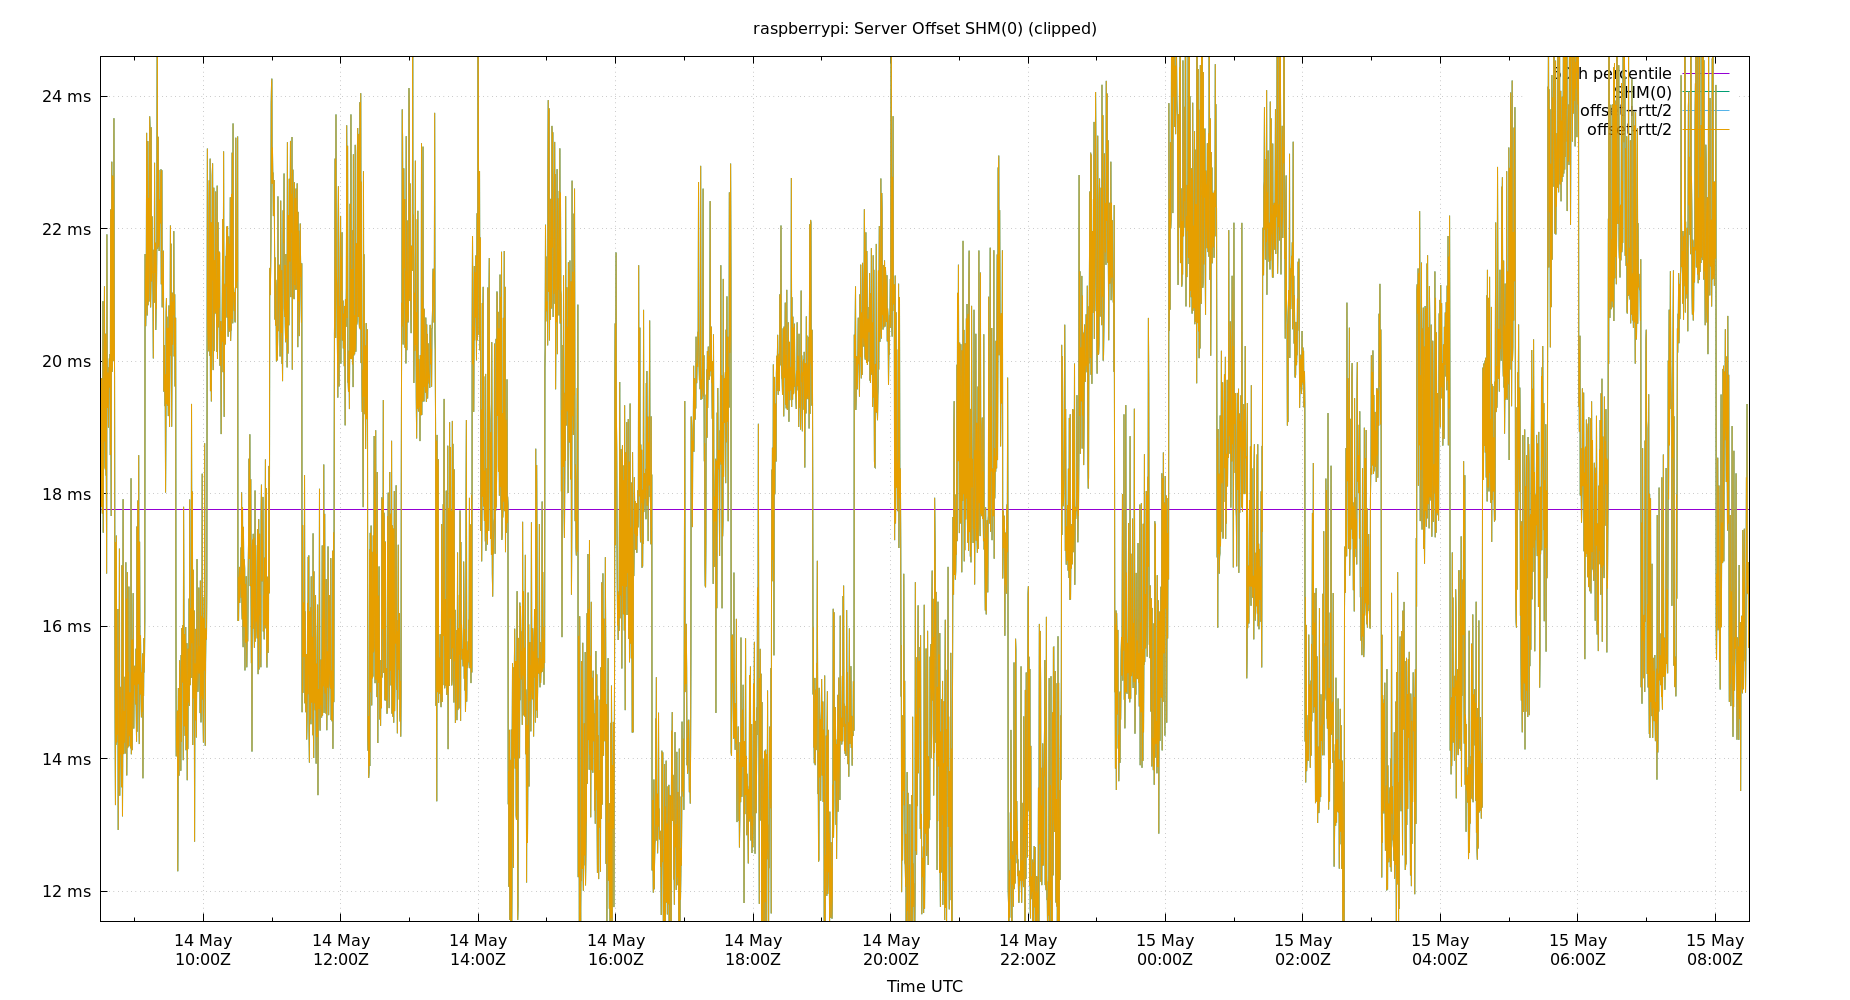 raspberrypi: Server Offset SHM(0) (clipped)
24 ms
22 ms
20 ms
18 ms
16 ms
14 ms
12 ms
percentile
SHM(0)
rtt/2
rtt/2
14 May 14 May 14 May 14 May 14 May 14 May 14 May 15 May 15 May 15 May 15 May 15 May
10:00Z 12:00Z 14:00Z 16:00Z 18:00Z 20:00Z 22:00Z 00:00Z 02:00Z 04:00Z 06:00Z 08:00Z
Time UTC